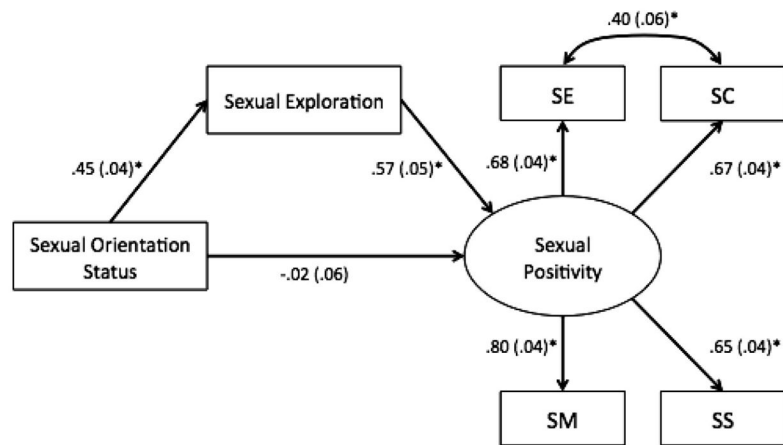 .40 (.06)*
SE
SC
Sexual Exploration
.45 (.04)*
.57 (.05)*
.68 (.04)*
.67 (.04)*
Sexual Orientation
Status
-.02 (.06)
Sexual
Positivity
.80 (.04)*
.65 (.04)*
SM
SS